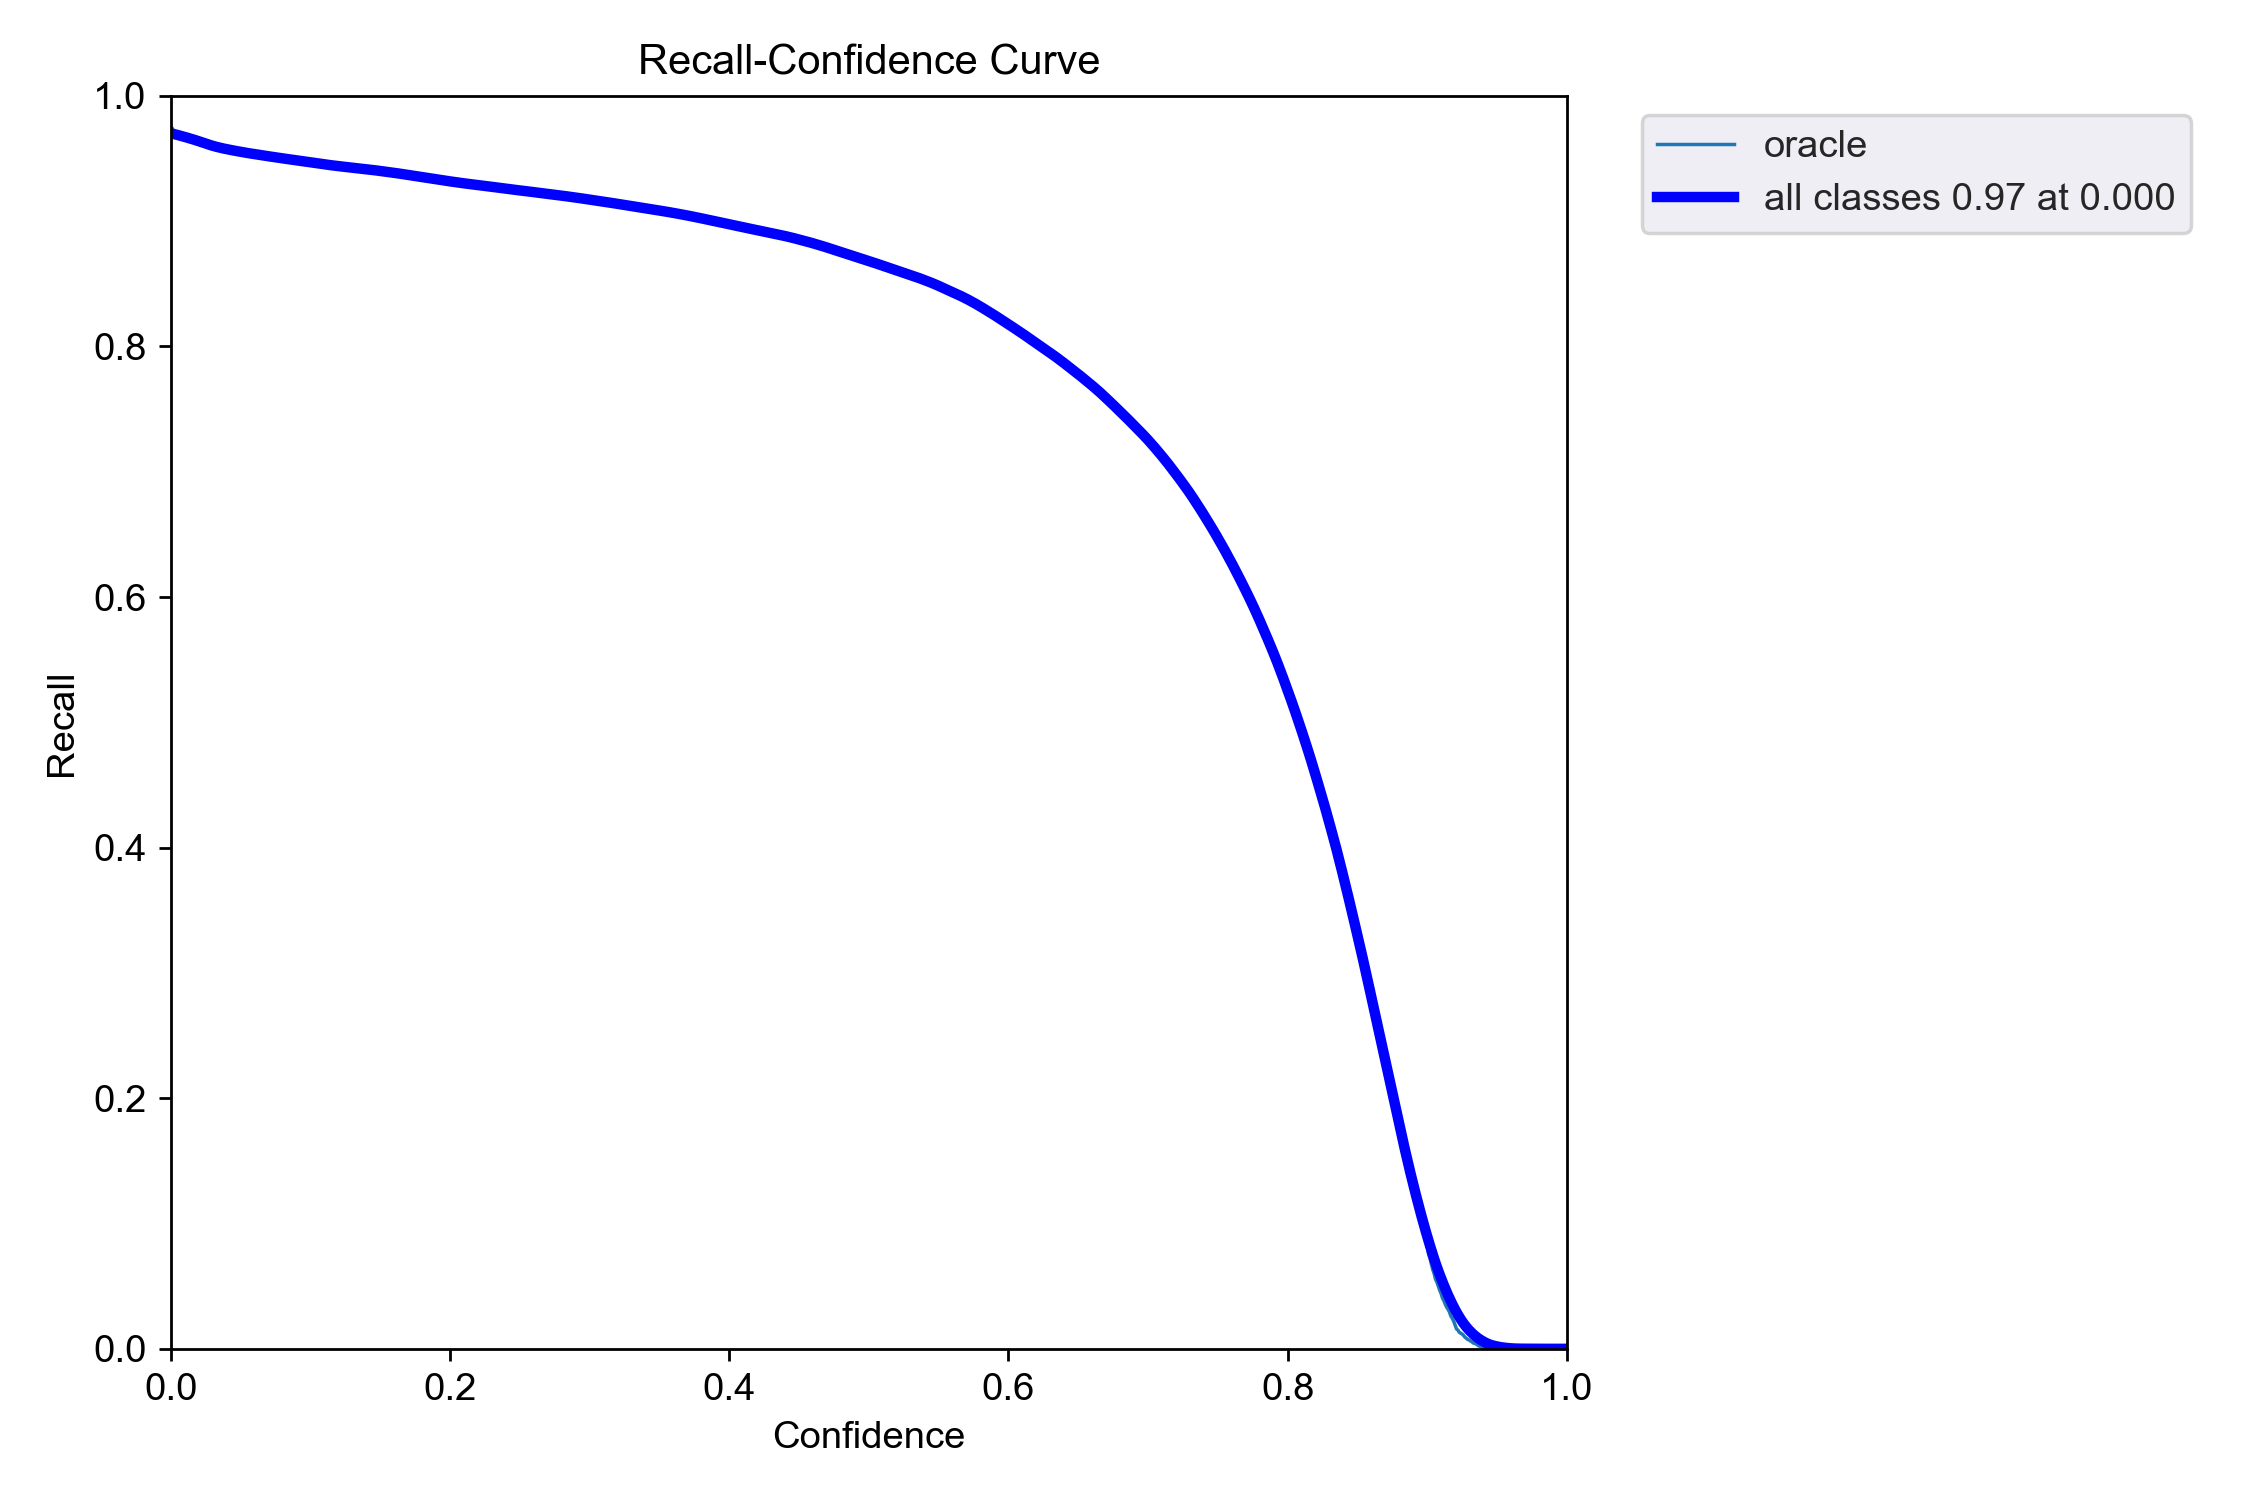 Recall-Confidence Curve
1.0
0.8
0.6
0.4
0.2
0.0
Recall
0.0 0.2 0.4 0.6 0.8 1.0
Confidence
oracle
all classes 0.97 at 0.000